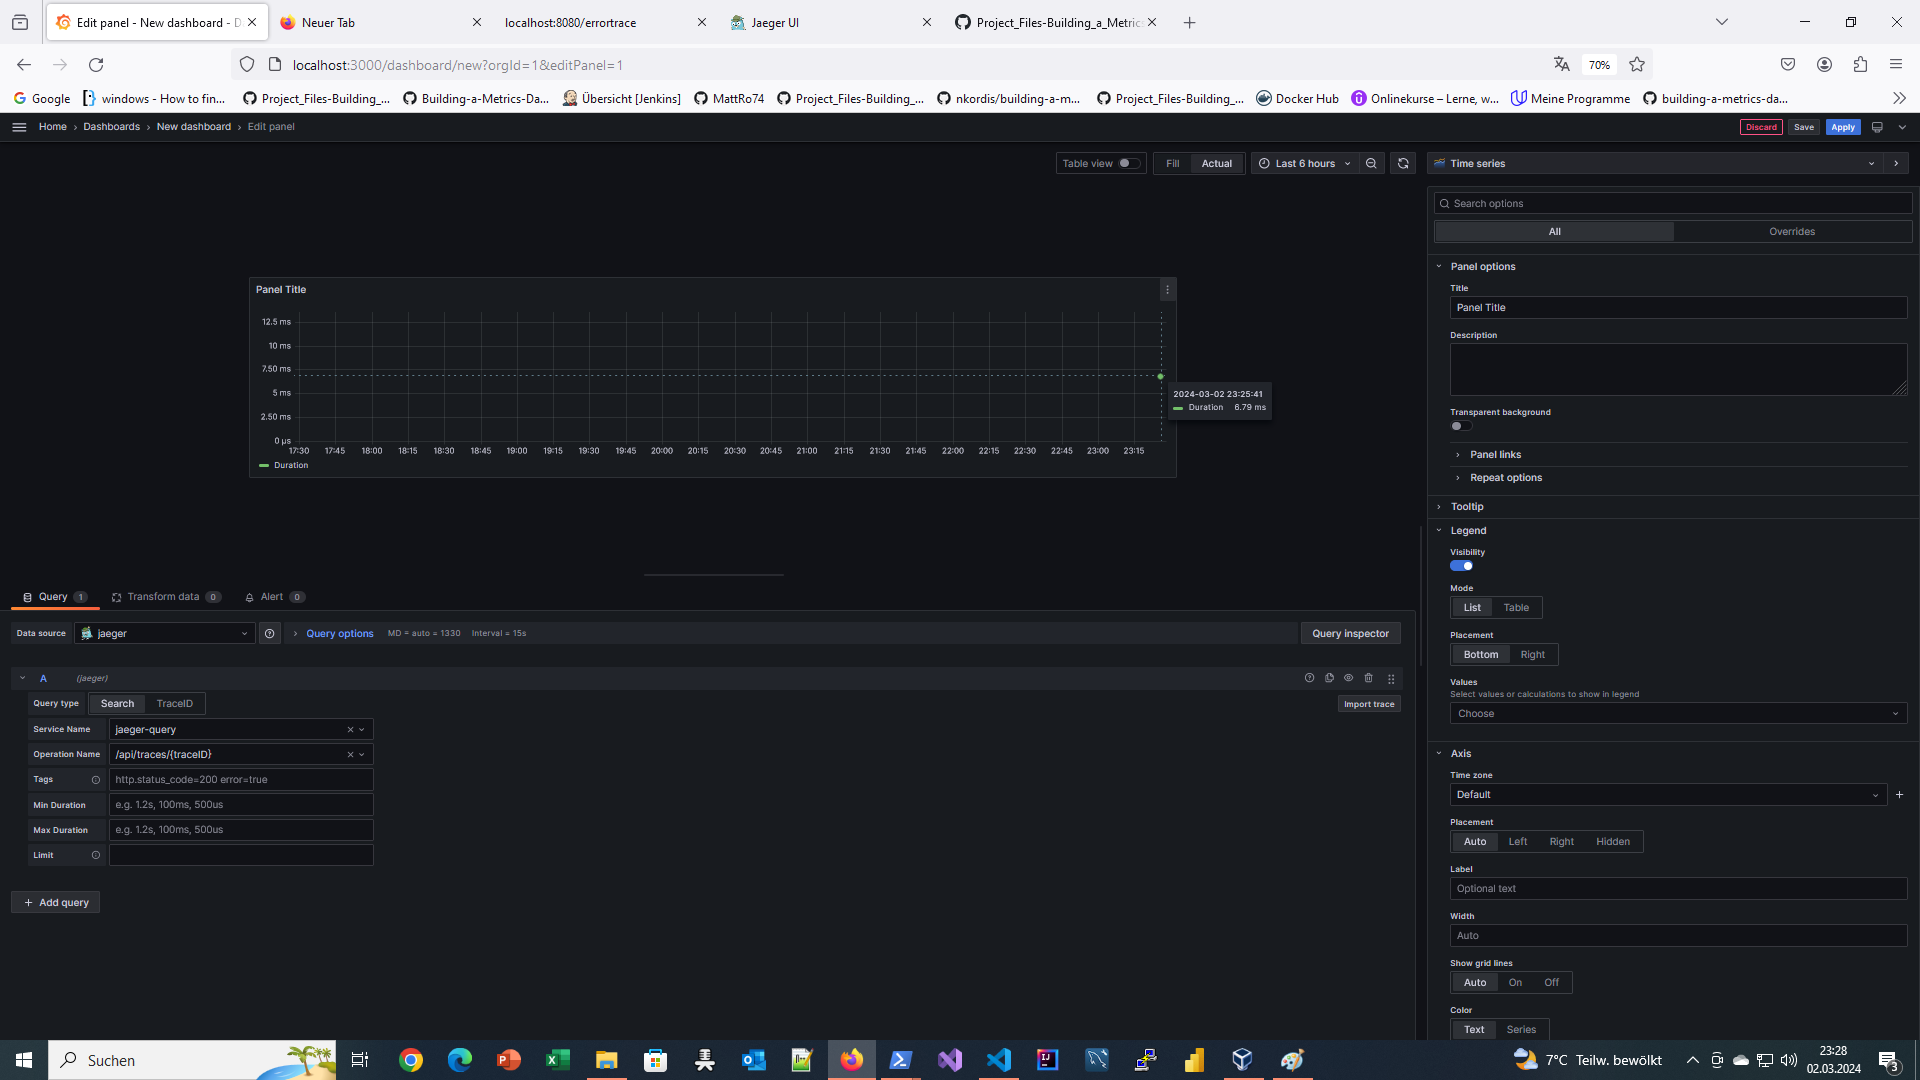 Edit panel - New dashboard - D
Neuer Tab
localhost:8080/errortrace
Jaeger UI
Project_Files-Building_a_Metrics
localhost:3000/dashboard/new?orgId=1&editPanel=1
70%
Google
windows - How to fin...
Project_Files-Building_...
Building-a-Metrics-Da...
Übersicht [Jenkins]
MattRo74
Project_Files-Building_...
nkordis/building-a-m...
Project_Files-Building_...
Docker Hub
Onlinekurse – Lerne, w...
Meine Programme
building-a-metrics-da...
Home › Dashboards › New dashboard › Edit panel
Discard
Save
Apply
Table view
Fill
Actual
Last 6 hours
Time series
Search options
All
Overrides
Panel options
Title
Panel Title
Description
Transparent background
Panel links
Repeat options
Tooltip
Legend
Visibility
Mode
List
Table
Placement
Bottom
Right
Values
Select values or calculations to show in legend
Choose
Axis
Time zone
Default
Placement
Auto
Left
Right
Hidden
Label
Optional text
Width
Auto
Show grid lines
Auto
On
Off
Color
Text
Series
Panel Title
12.5 ms
10 ms
7.50 ms
5 ms
2.50 ms
0 µs
17:30 17:45 18:00 18:15 18:30 18:45 19:00 19:15 19:30 19:45 20:00 20:15 20:30 20:45 21:00 21:15 21:30 21:45 22:00 22:15 22:30 22:45 23:00 23:15
Duration
2024-03-02 23:25:41
Duration 6.79 ms
Query 1
Transform data 0
Alert 0
Data source
jaeger
Query options
MD = auto = 1330
Interval = 15s
Query inspector
A
(jaeger)
Query type
Search
TraceID
Import trace
Service Name
jaeger-query
Operation Name
/api/traces/{traceID}
Tags
http.status_code=200 error=true
Min Duration
e.g. 1.2s, 100ms, 500us
Max Duration
e.g. 1.2s, 100ms, 500us
Limit
+ Add query
Suchen
7°C Teilw. bewölkt
23:28
02.03.2024
3